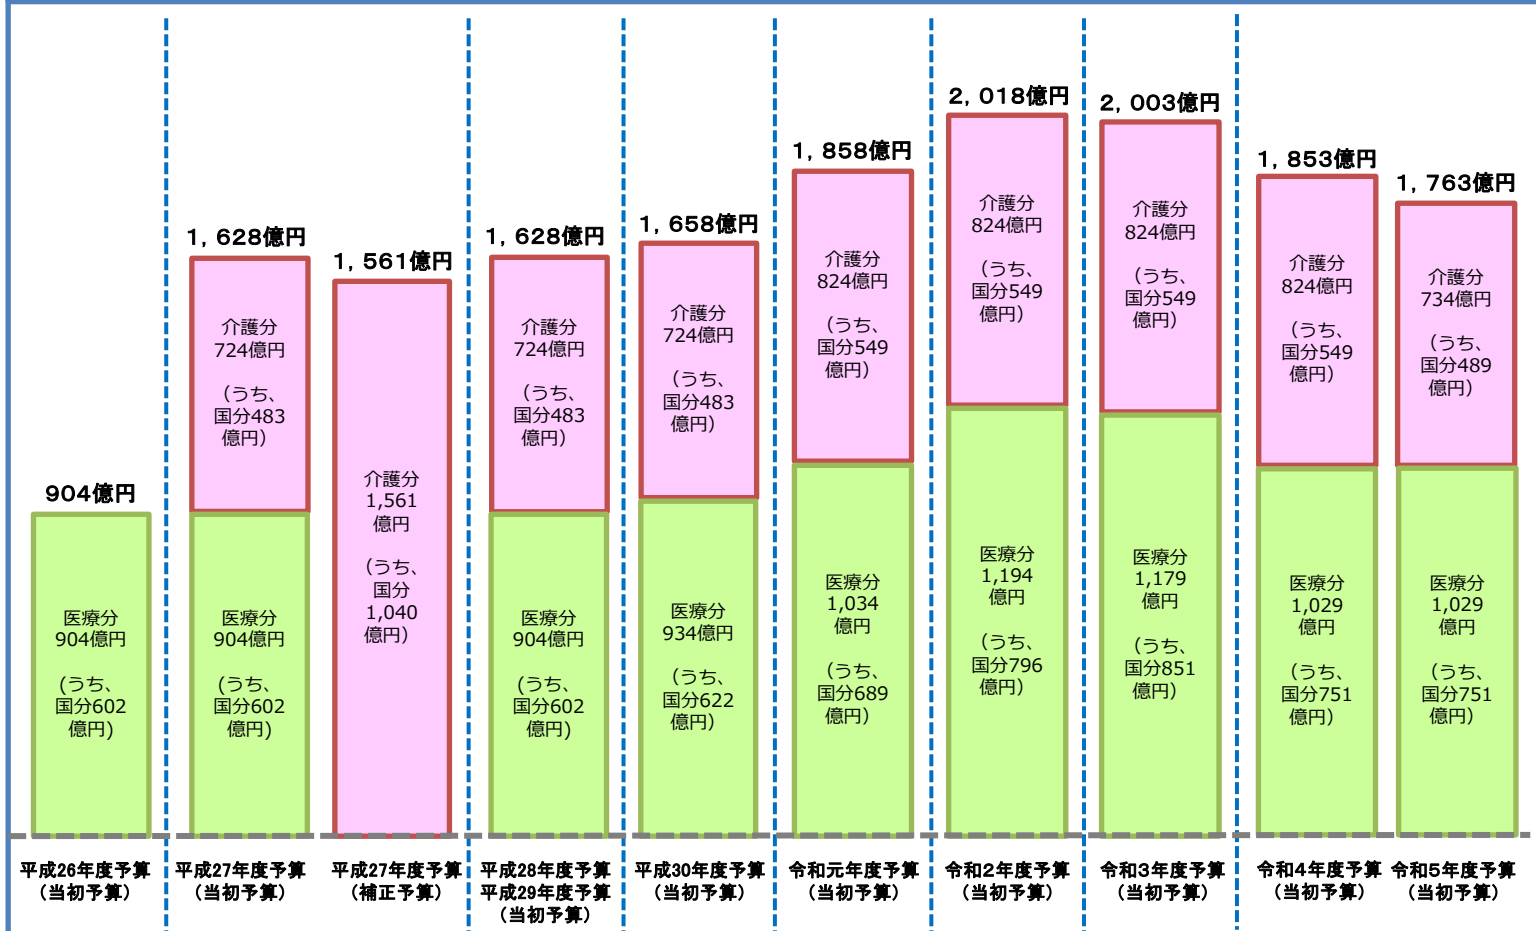 904億円
医療分
904億円
(うち、
国分602
億円)
平成26年度予算
（当初予算）
1,628億円
介護分
724億円
（うち、
国分483
億円）
医療分
904億円
(うち、
国分602
億円)
平成27年度予算
（当初予算）
1,561億円
介護分
1,561
億円
（うち、
国分
1,040
億円）
平成27年度予算
（補正予算）
1,628億円
介護分
724億円
（うち、
国分483
億円）
医療分
904億円
(うち、
国分602
億円)
平成28年度予算
平成29年度予算
（当初予算）
1,658億円
介護分
724億円
（うち、
国分483
億円）
医療分
934億円
（うち、
国分622
億円）
平成30年度予算
（当初予算）
1,858億円
介護分
824億円
（うち、
国分549
億円）
医療分
1,034
億円
（うち、
国分689
億円）
令和元年度予算
（当初予算）
2,018億円
介護分
824億円
（うち、
国分549
億円）
医療分
1,194
億円
（うち、
国分796
億円）
令和2年度予算
（当初予算）
2,003億円
介護分
824億円
（うち、
国分549
億円）
医療分
1,179
億円
（うち、
国分851
億円）
令和3年度予算
（当初予算）
1,853億円
介護分
824億円
（うち、
国分549
億円）
医療分
1,029
億円
（うち、
国分751
億円）
令和4年度予算
（当初予算）
1,763億円
介護分
734億円
（うち、
国分489
億円）
医療分
1,029
億円
（うち、
国分751
億円）
令和5年度予算
（当初予算）